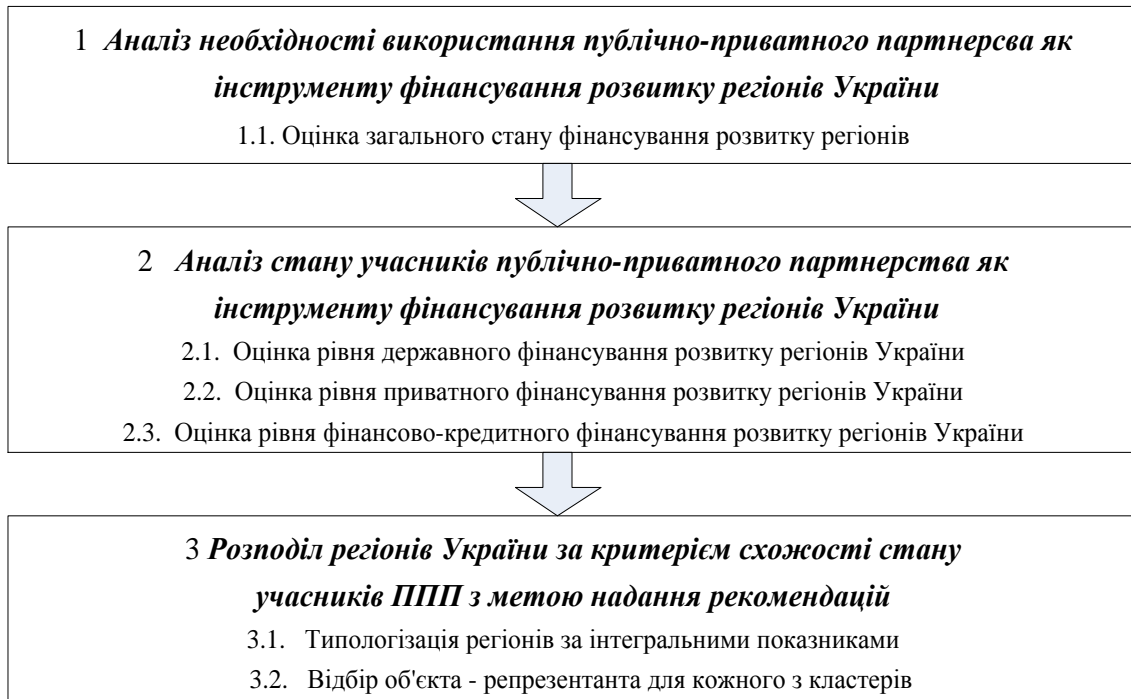 1 Аналіз необхідності використання публічно-приватного партнерсва як
інструменту фінансування розвитку регіонів України
1.1. Оцінка загального стану фінансування розвитку регіонів
2 Аналіз стану учасників публічно-приватного партнерства як
інструменту фінансування розвитку регіонів України
2.1. Оцінка рівня державного фінансування розвитку регіонів України
2.2. Оцінка рівня приватного фінансування розвитку регіонів України
2.3. Оцінка рівня фінансово-кредитного фінансування розвитку регіонів України
3 Розподіл регіонів України за критерієм схожості стану
учасників ППП з метою надання рекомендацій
3.1. Типологізація регіонів за інтегральними показниками
3.2. Відбір об'єкта - репрезентанта для кожного з кластерів